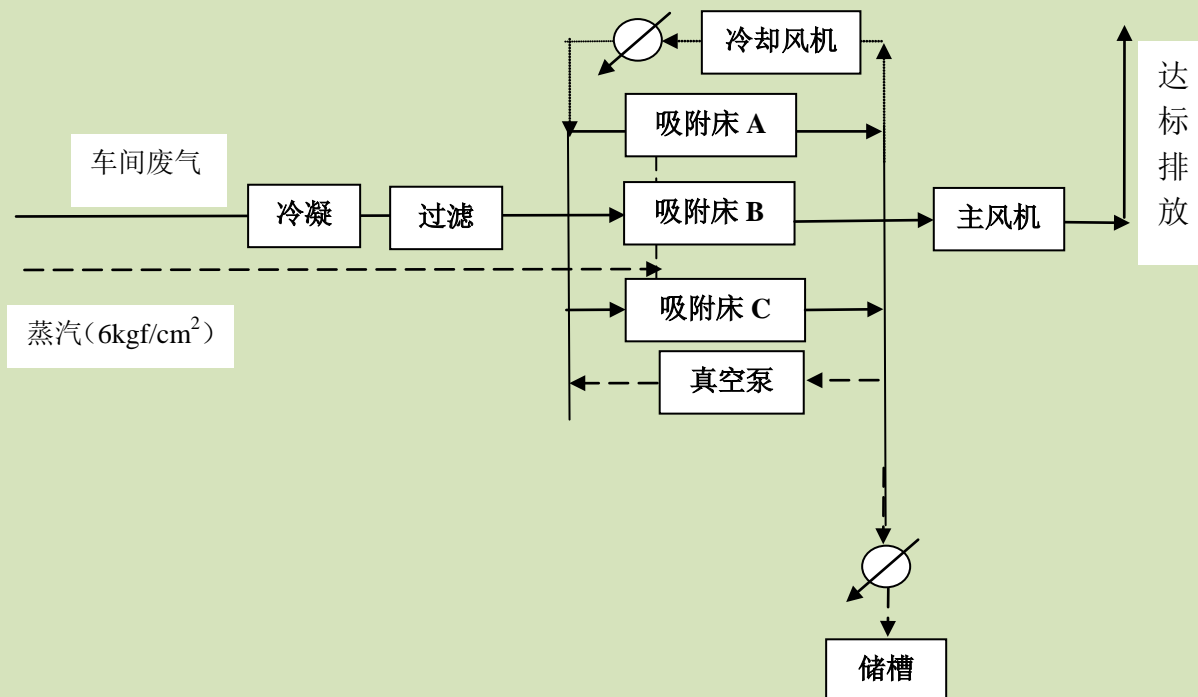 冷却风机
达标排放
吸附床 A
车间废气
冷凝
过滤
吸附床 B
主风机
蒸汽（6kgf/cm²）
吸附床 C
真空泵
储槽